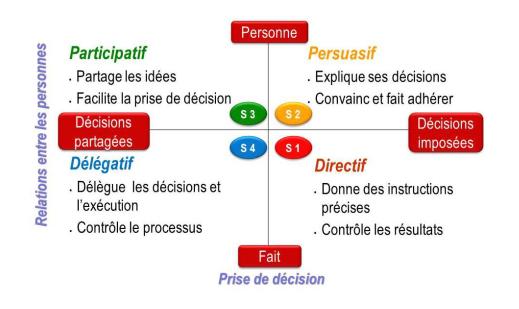 Personne
Relations entre les personnes
Participatif
. Partage les idées
. Facilite la prise de décision
Persuasif
. Explique ses décisions
. Convainc et fait adhérer
S 3
S 2
Décisions
partagées
Décisions
imposées
S 4
S 1
Délégatif
. Délègue les décisions et
l'exécution
. Contrôle le processus
Directif
. Donne des instructions
précises
. Contrôle les résultats
Fait
Prise de décision